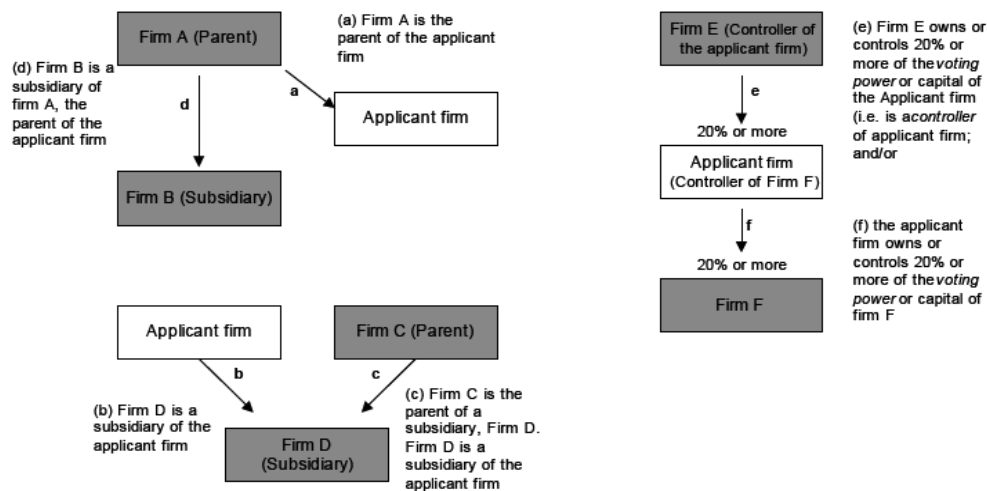 Firm A (Parent)
(a) Firm A is the
parent of the applicant
firm
(d) Firm B is a
subsidiary of
firm A, the
parent of the
applicant firm
d
a
Applicant firm
Firm B (Subsidiary)
Applicant firm
Firm C (Parent)
b
c
(b) Firm D is a
subsidiary of the
applicant firm
Firm D
(Subsidiary)
(c) Firm C is the
parent of a
subsidiary, Firm D.
Firm D is a
subsidiary of the
applicant firm
Firm E (Controller of
the applicant firm)
(e) Firm E owns or
controls 20% or
more of the voting
power or capital of
the Applicant firm
(i.e. is a controller
of applicant firm;
and/or
e
20% or more
Applicant firm
(Controller of Firm F)
f
20% or more
Firm F
(f) the applicant
firm owns or
controls 20% or
more of the voting
power or capital of
firm F